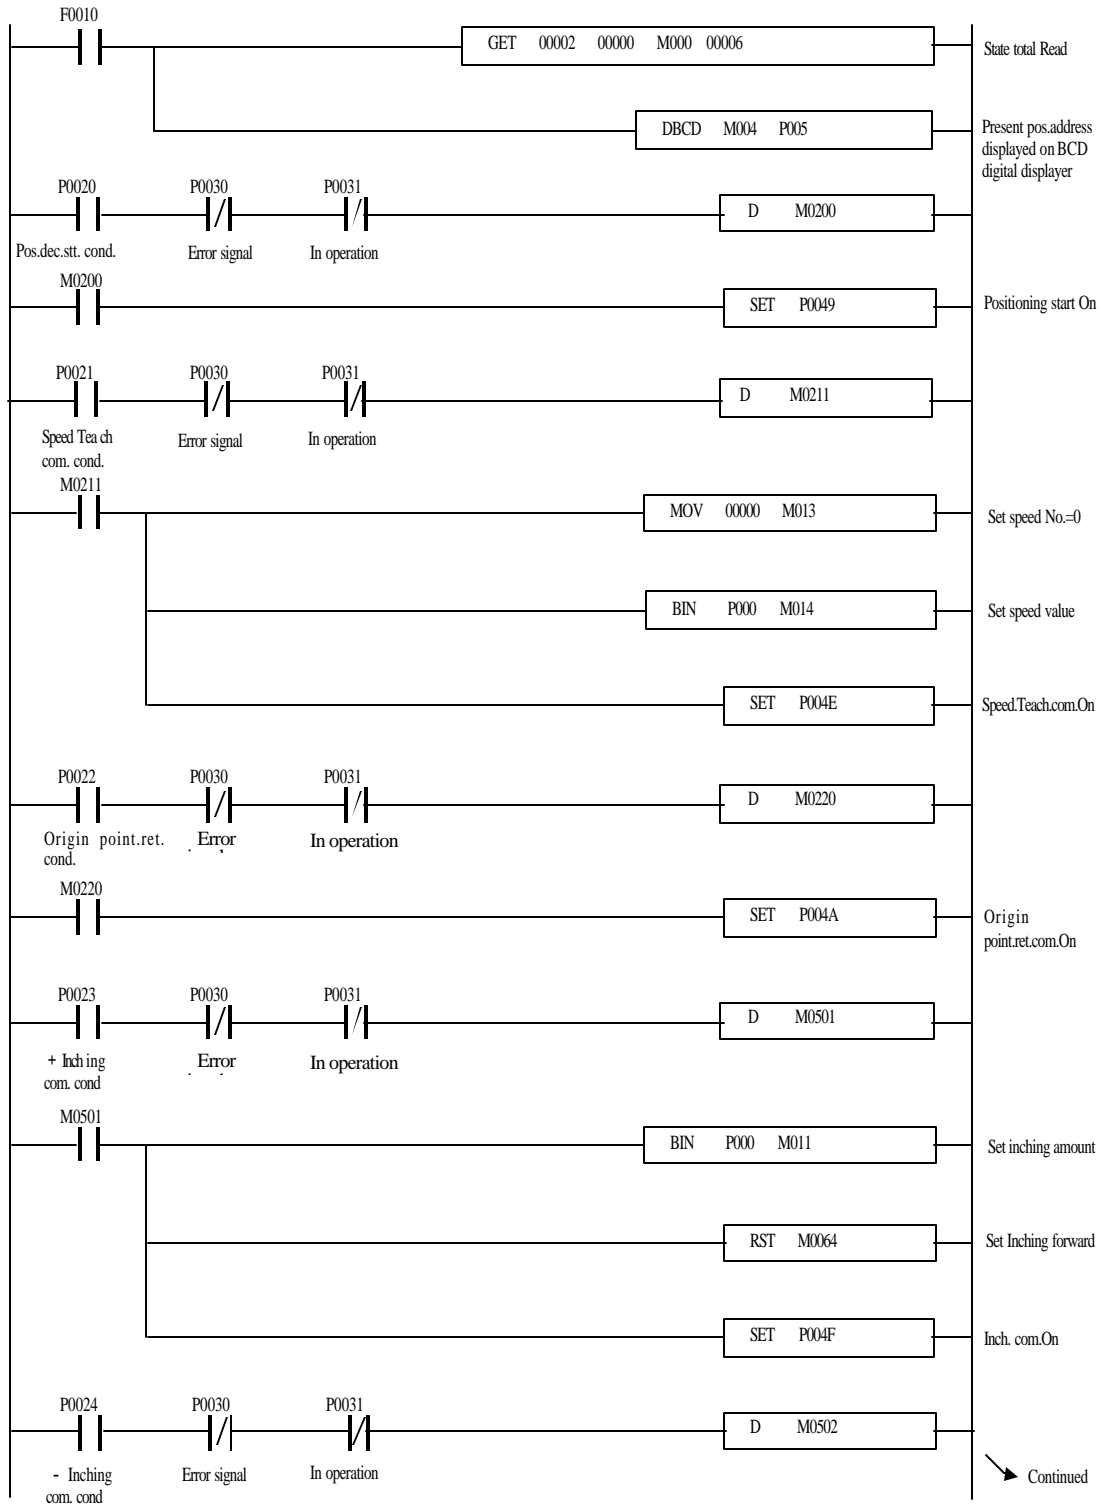 F0010
GET 00002 00000 M000 00006
State total Read
DBCD M004 P005
Present pos.address
displayed on BCD
digital displayer
P0020 P0030 P0031
D M0200
Pos.dec.stt. cond. Error signal In operation
M0200
SET P0049
Positioning start On
P0021 P0030 P0031
D M0211
Speed Tea ch
com. cond.
Error signal In operation
M0211
MOV 00000 M013
Set speed No.=0
BIN P000 M014
Set speed value
SET P004E
Speed.Teach.com.On
P0022 P0030 P0031
D M0220
Origin point.ret.
cond.
Error
In operation
M0220
SET P004A
Origin
point.ret.com.On
P0023 P0030 P0031
D M0501
+ Inch ing
com. cond
Error
In operation
M0501
BIN P000 M011
Set inching amount
RST M0064
Set Inching forward
SET P004F
Inch. com.On
P0024 P0030 P0031
D M0502
- Inching
com. cond
Error signal In operation
Continued